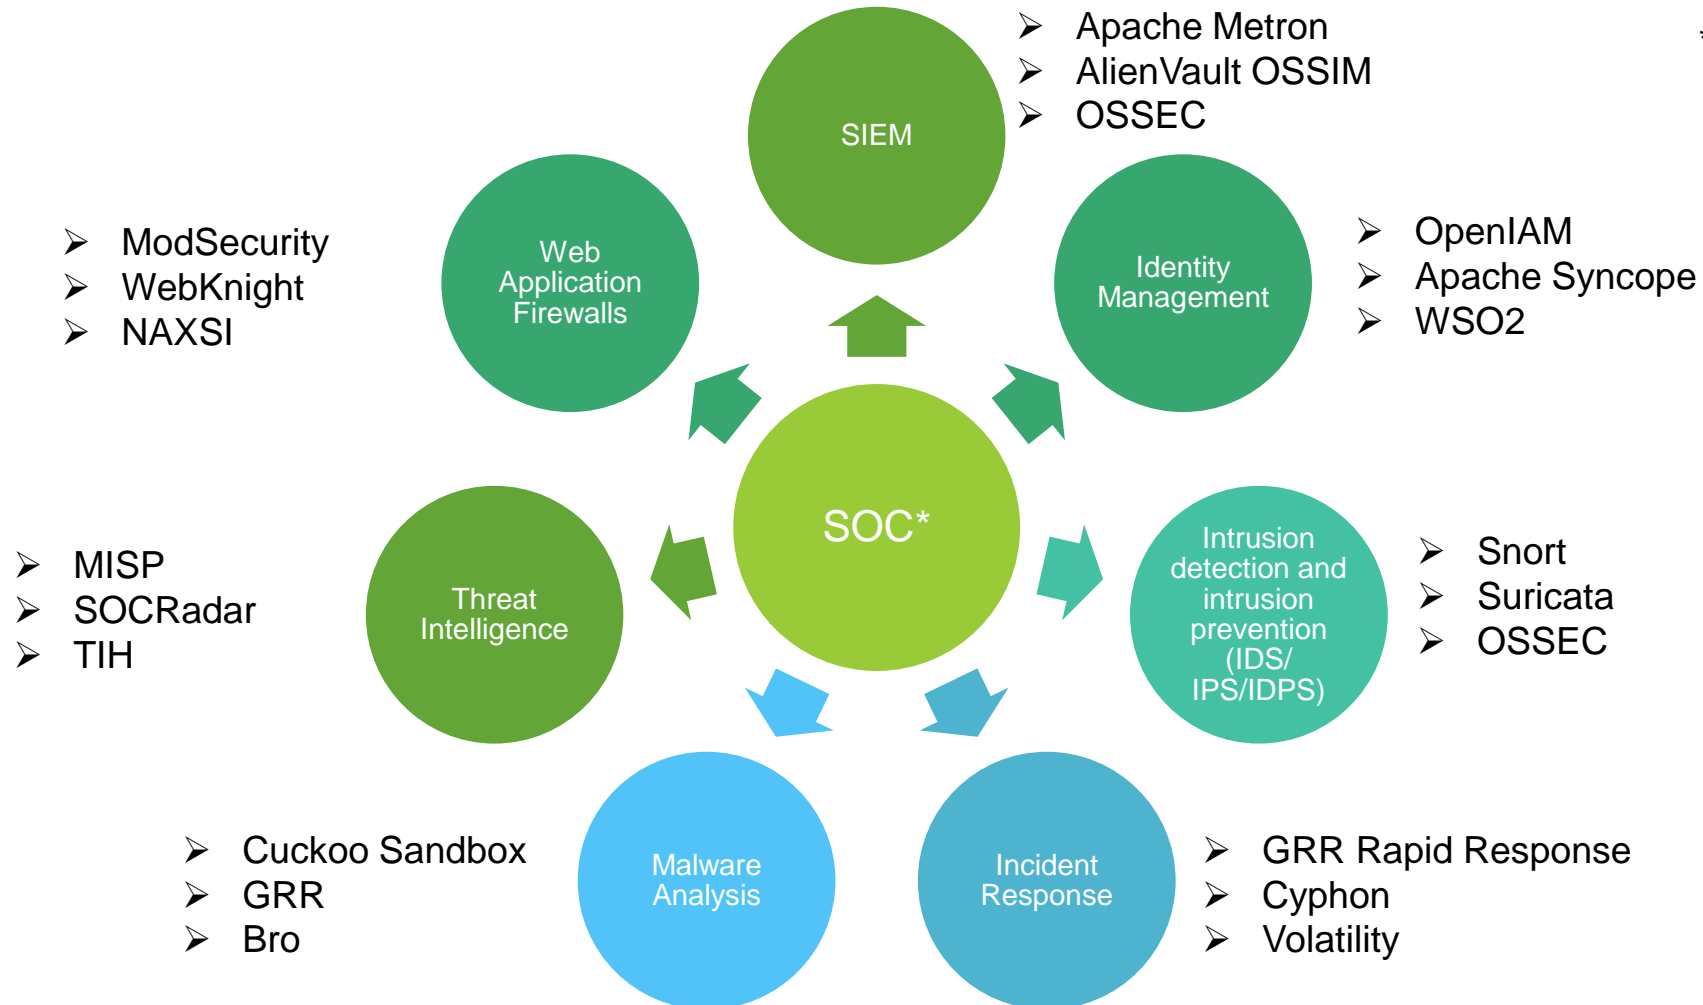 ➢ Apache Metron
➢ AlienVault OSSIM
➢ OSSEC
*
SIEM
➢ ModSecurity
➢ WebKnight
➢ NAXSI
Web
Application
Firewalls
Identity
Management
➢ OpenIAM
➢ Apache Syncope
➢ WSO2
SOC*
➢ MISP
➢ SOCRadar
➢ TIH
Threat
Intelligence
Intrusion
detection and
intrusion
prevention
(IDS/
IPS/IDPS)
➢ Snort
➢ Suricata
➢ OSSEC
➢ Cuckoo Sandbox
➢ GRR
➢ Bro
Malware
Analysis
Incident
Response
➢ GRR Rapid Response
➢ Cyphon
➢ Volatility